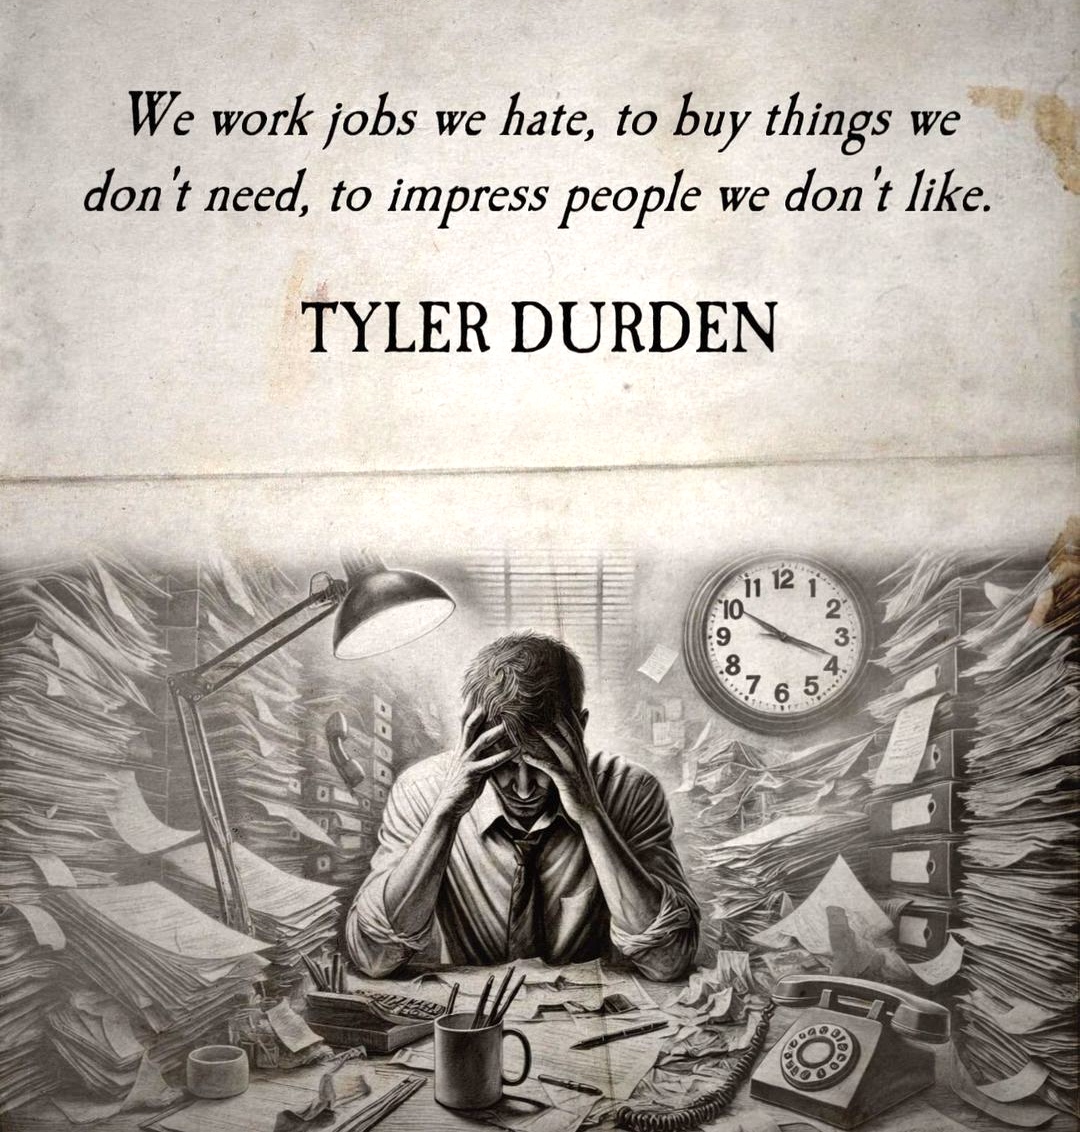 We work jobs we hate, to buy things we
don't need, to impress people we don't like.
TYLER DURDEN
11 12 1
10 2
9 3
8 4
7 6 5